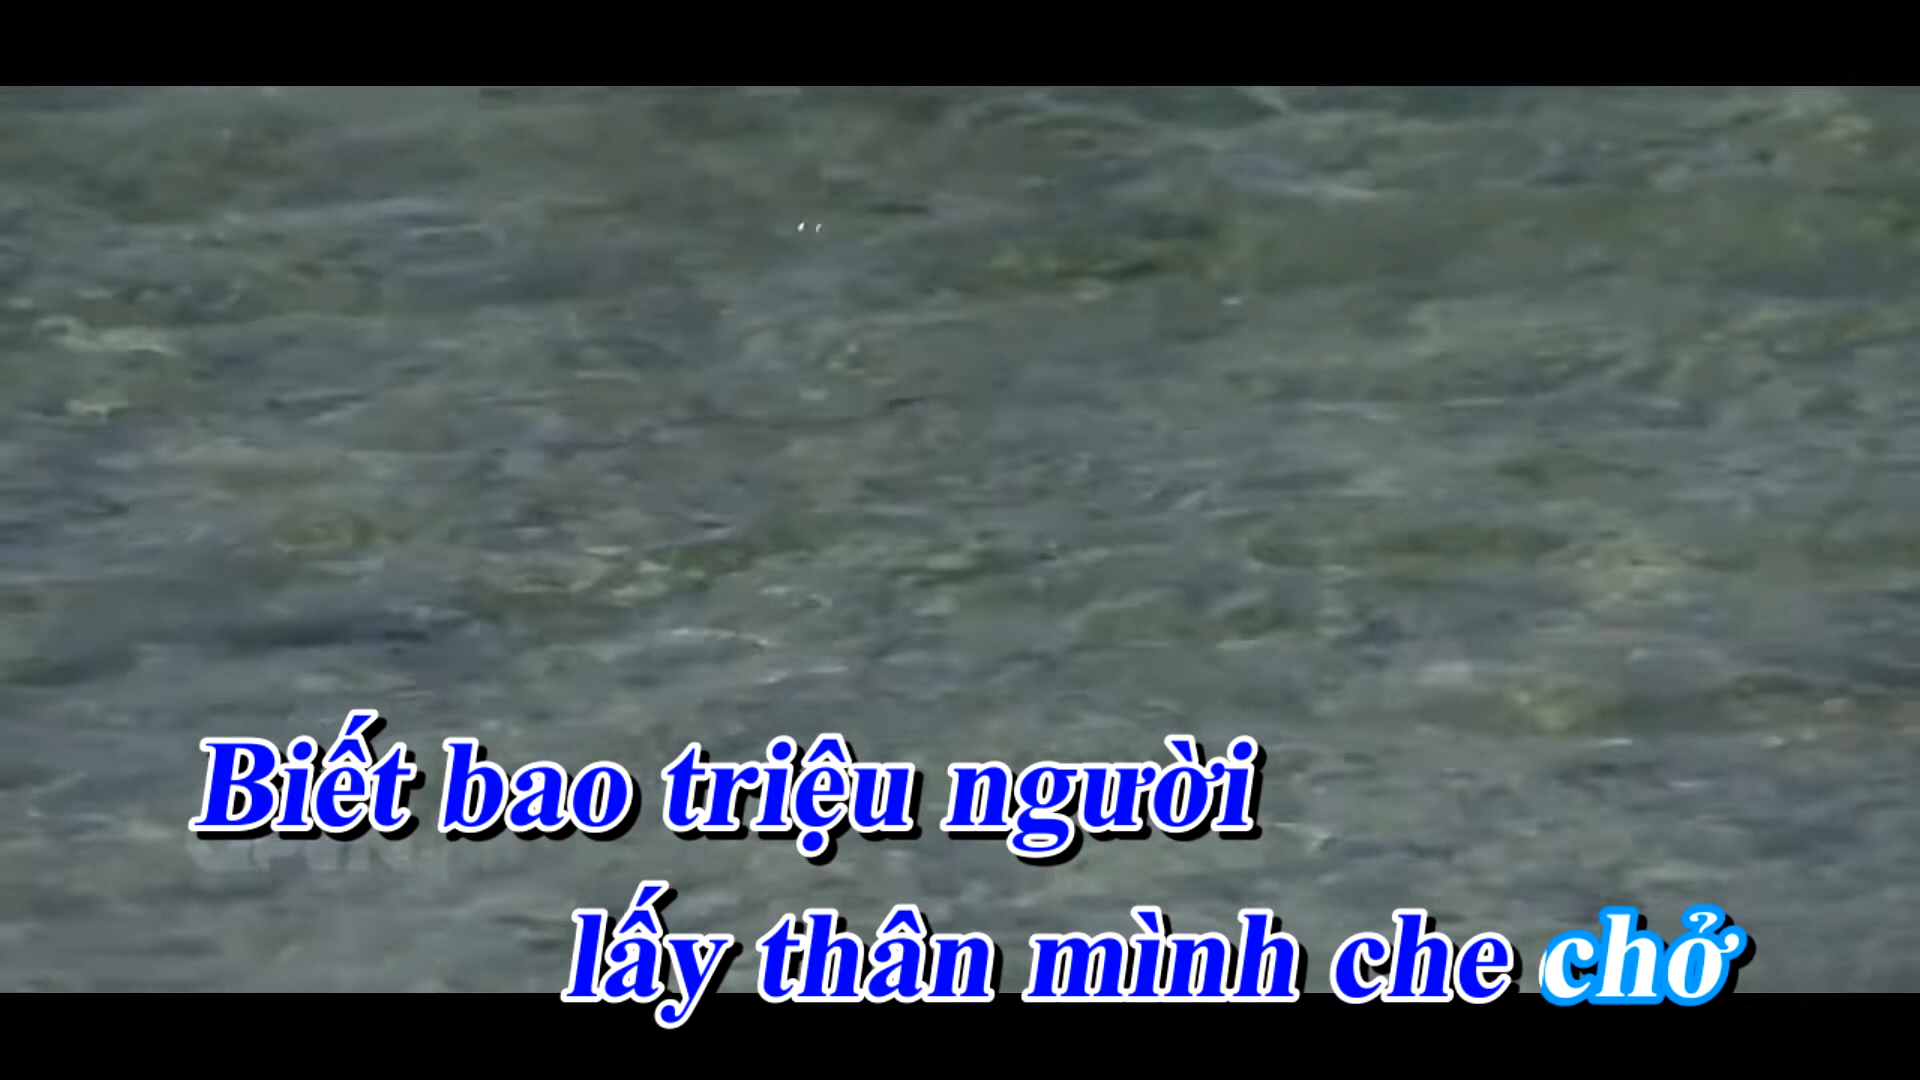 Biết bao triệu người
lấy thân mình che chở